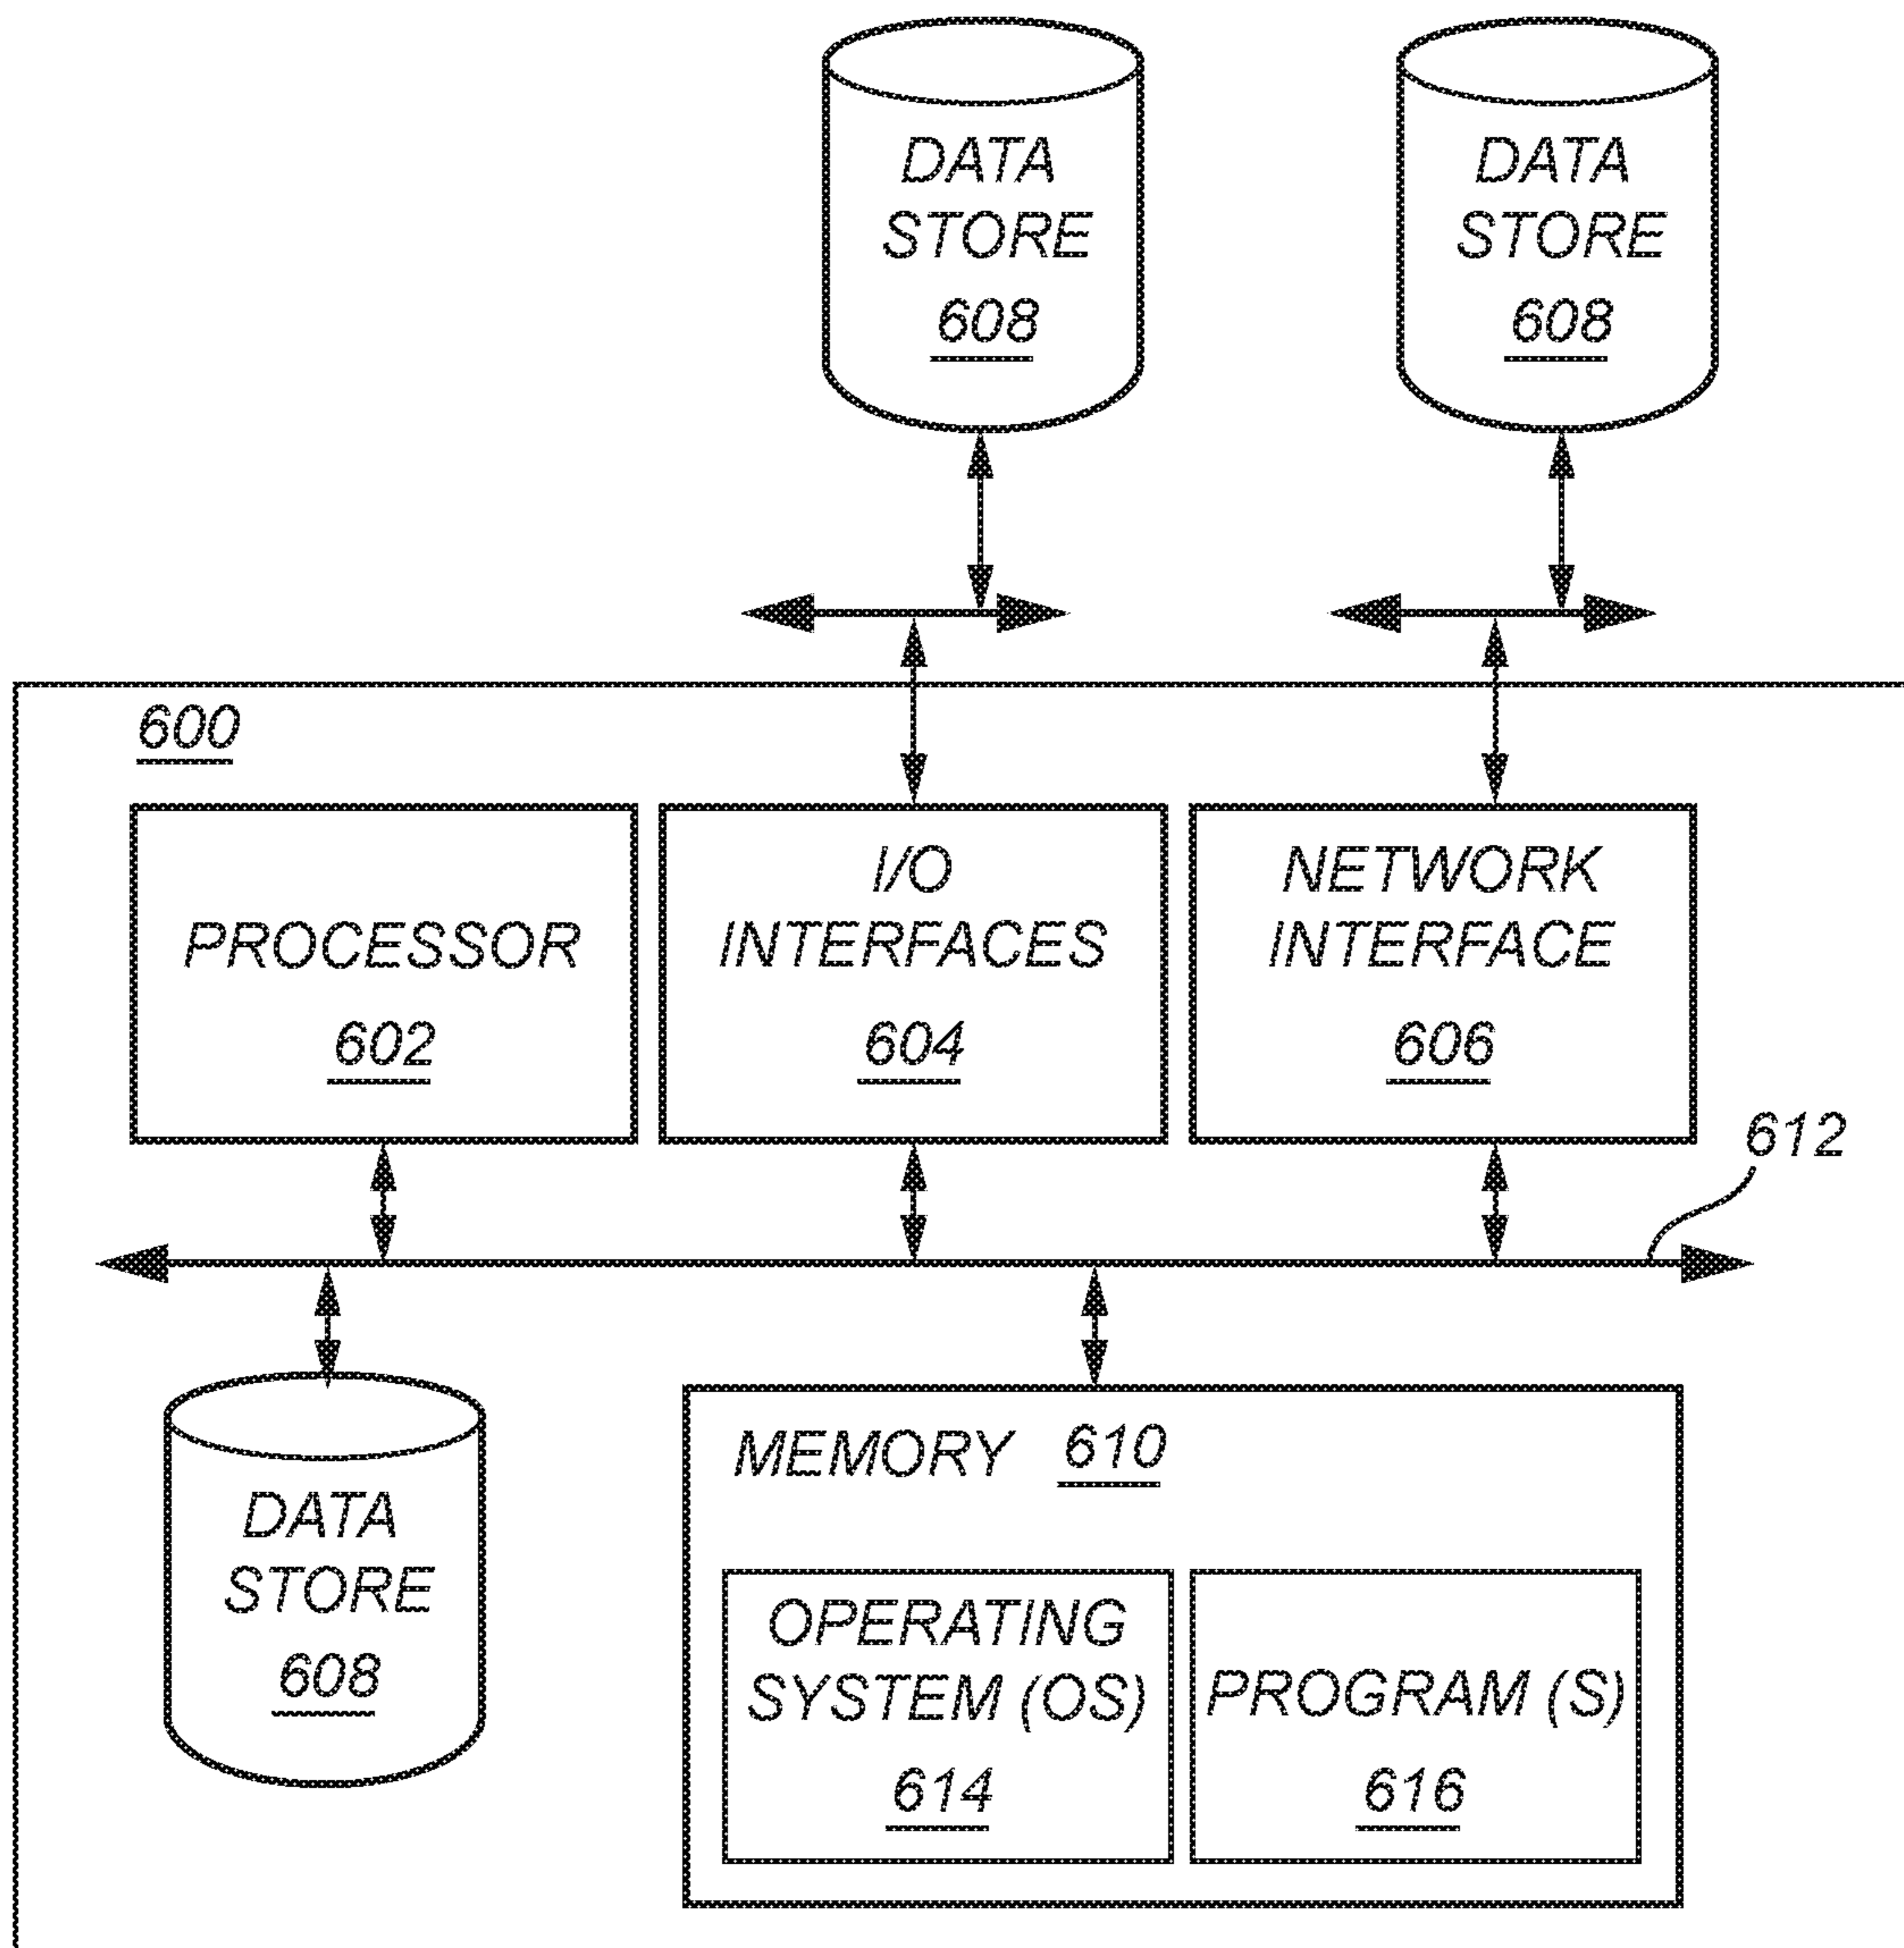 DATA
STORE
608
DATA
STORE
608
600
PROCESSOR
602
I/O
INTERFACES
604
NETWORK
INTERFACE
606
612
DATA
STORE
608
MEMORY 610
OPERATING
SYSTEM (OS)
614
PROGRAM (S)
616